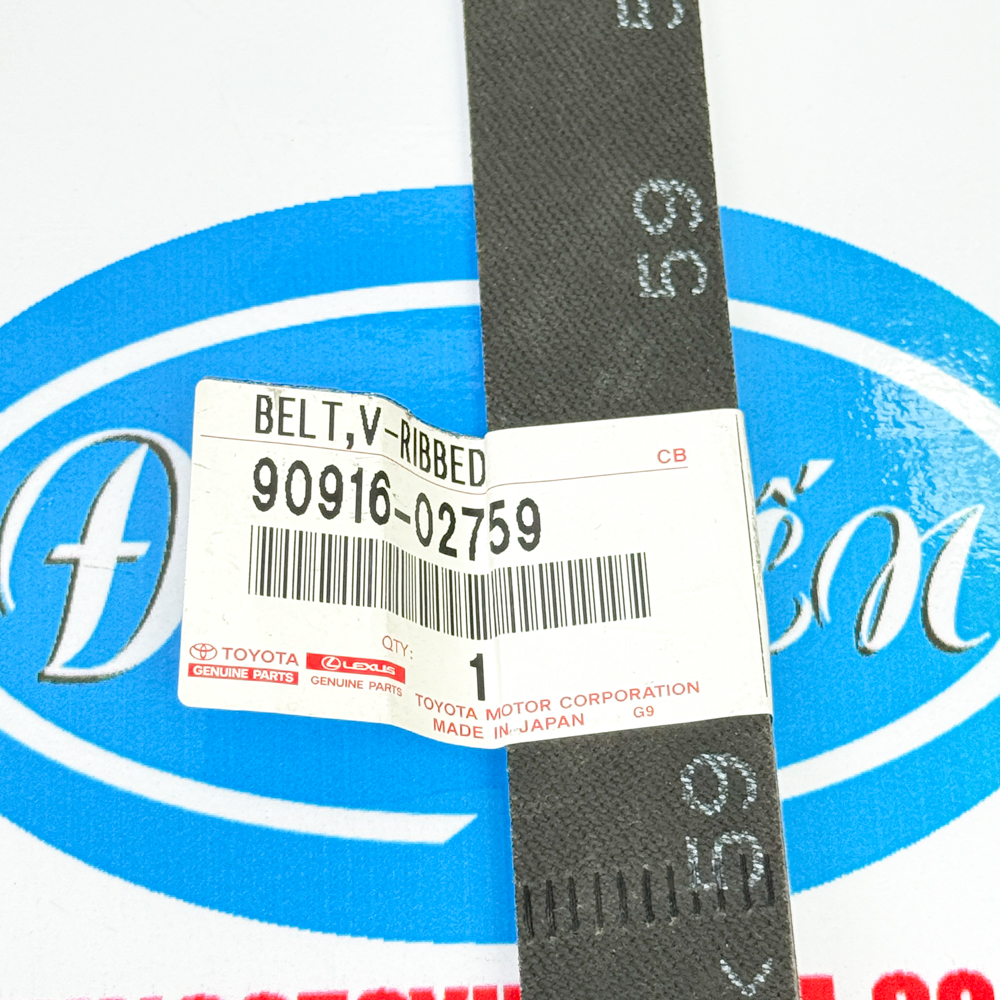 59
BELT,V-RIBBED
CB
90916-02759
QTY:
1
TOYOTA
GENUINE PARTS
LEXUS
GENUINE PARTS
TOYOTA MOTOR CORPORATION
MADE IN JAPAN
G9
59